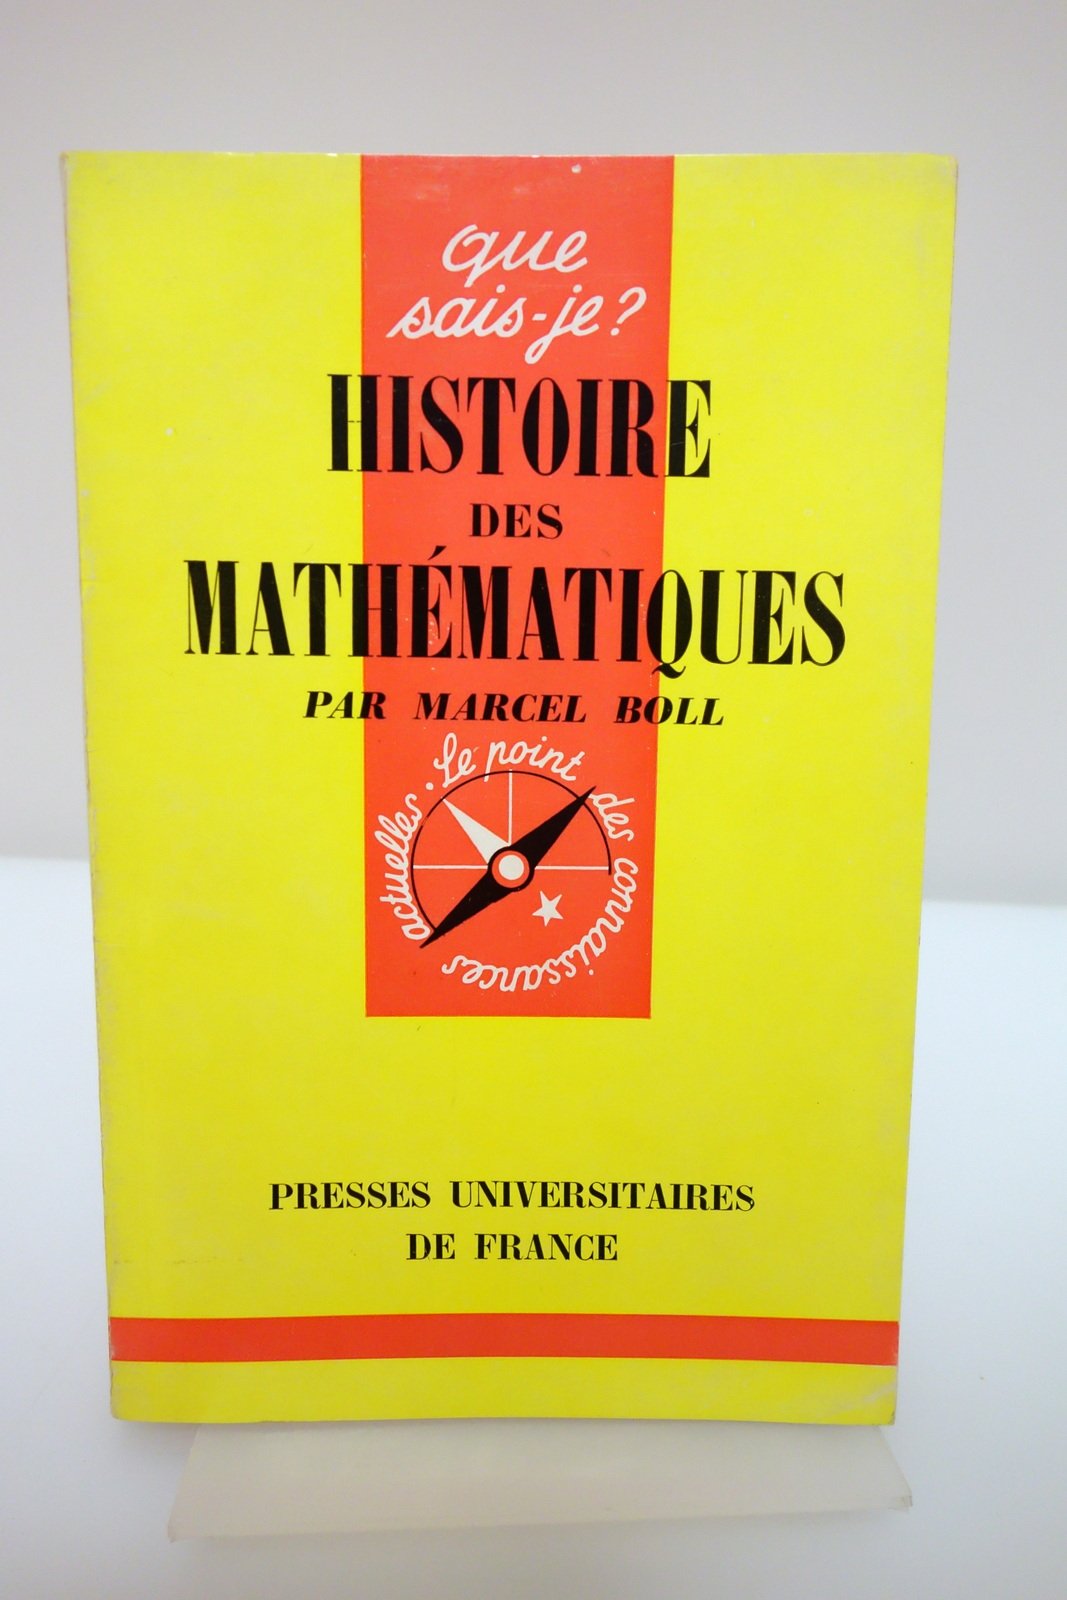 que
sais-je?
HISTOIRE
DES
MATHÉMATIQUES
PAR MARCEL BOLL
Le point des connaissances actuelles.
PRESSES UNIVERSITAIRES
DE FRANCE